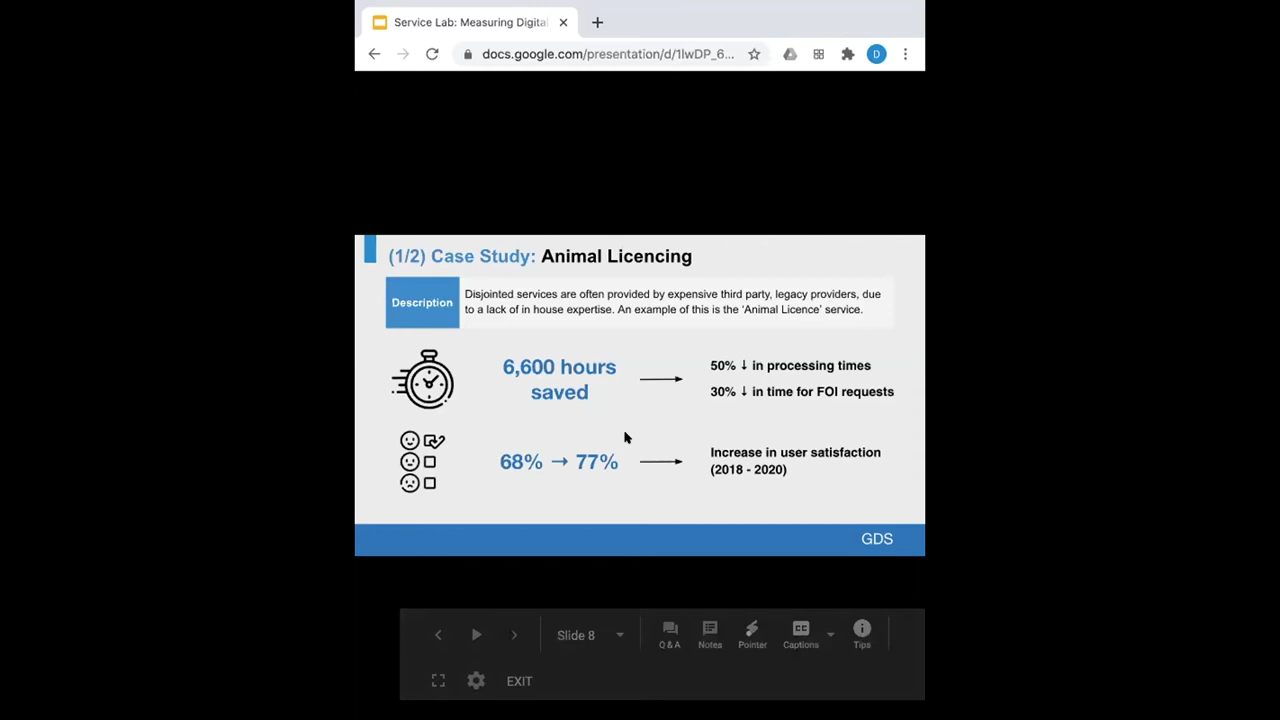 Service Lab: Measuring Digital
docs.google.com/presentation/d/1lwDP_6...
D
(1/2) Case Study: Animal Licencing
Description
Disjointed services are often provided by expensive third party, legacy providers, due
to a lack of in house expertise. An example of this is the ‘Animal Licence’ service.
6,600 hours
saved
50% ↓ in processing times
30% ↓ in time for FOI requests
68% → 77%
Increase in user satisfaction
(2018 - 2020)
GDS
Slide 8
Q & A
Notes
Pointer
CC
Captions
Tips
EXIT